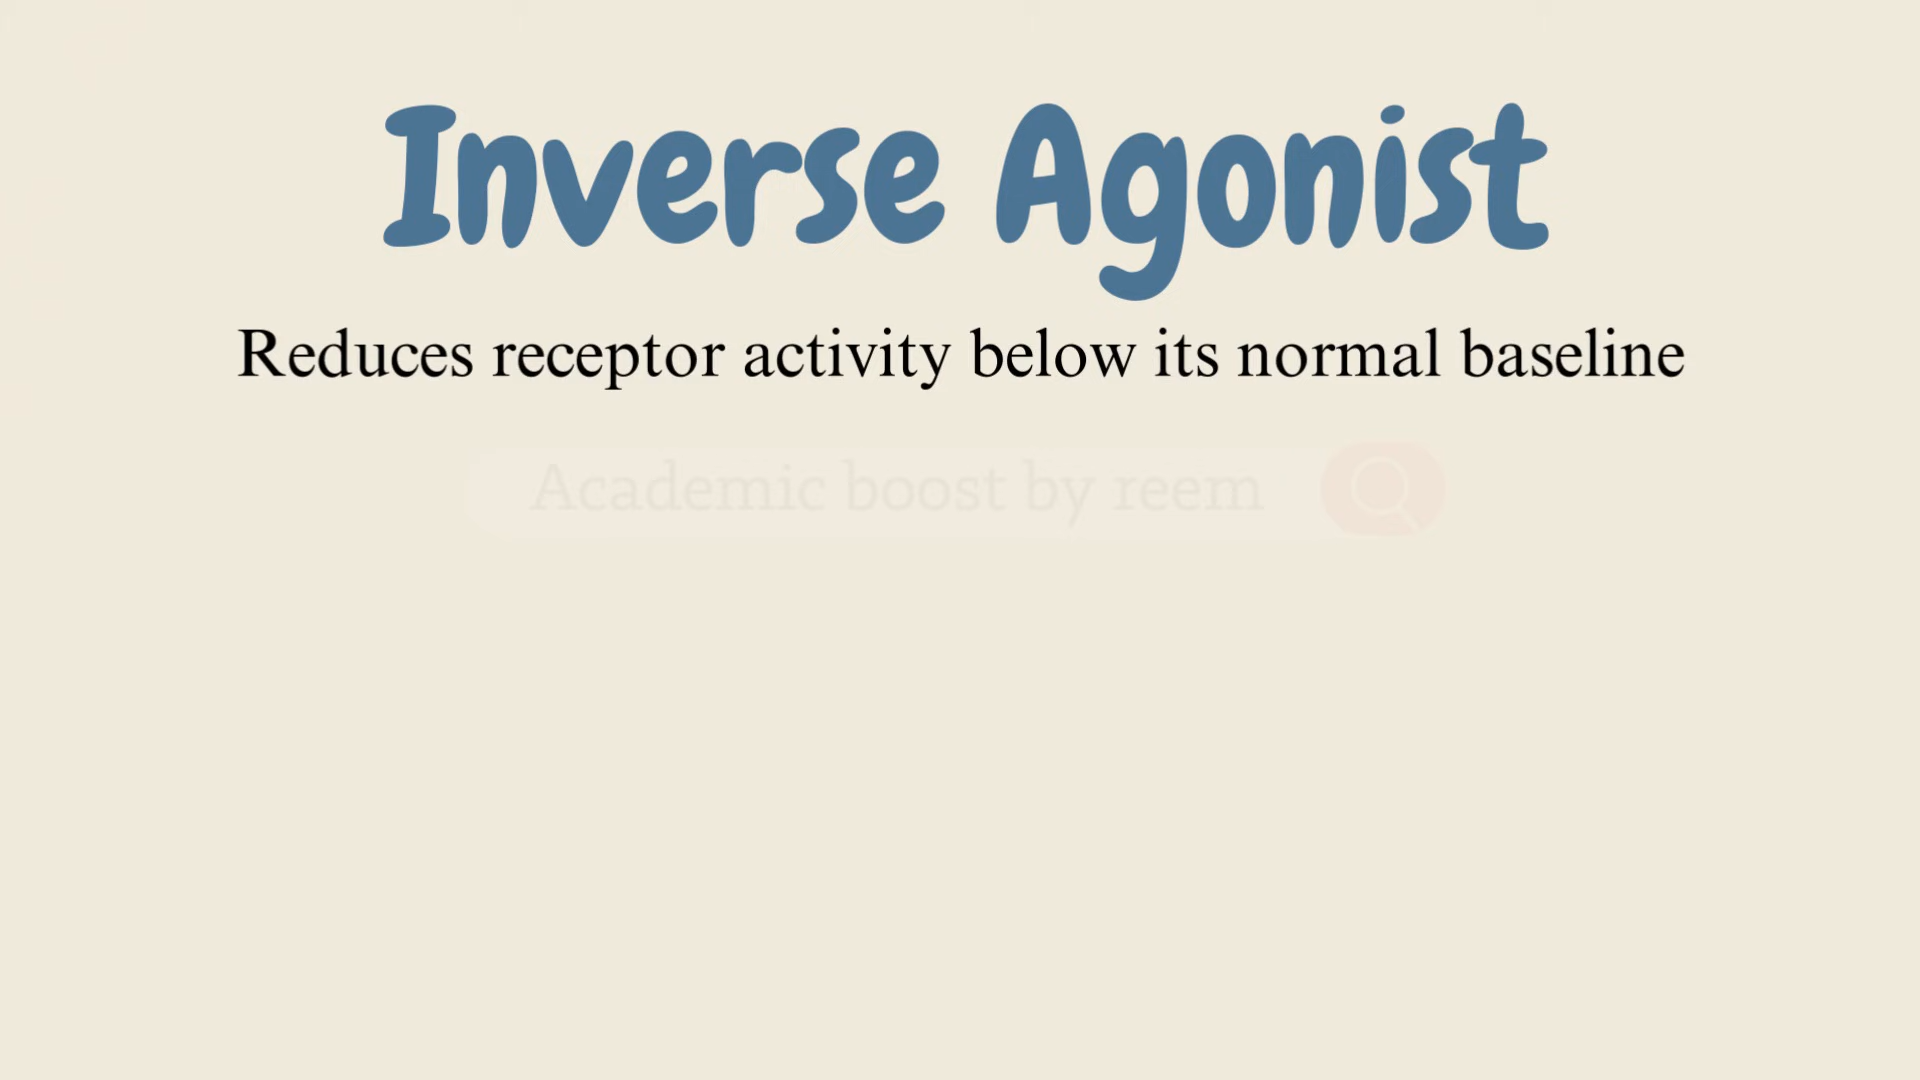 Inverse Agonist
Reduces receptor activity below its normal baseline
Academic boost by reem